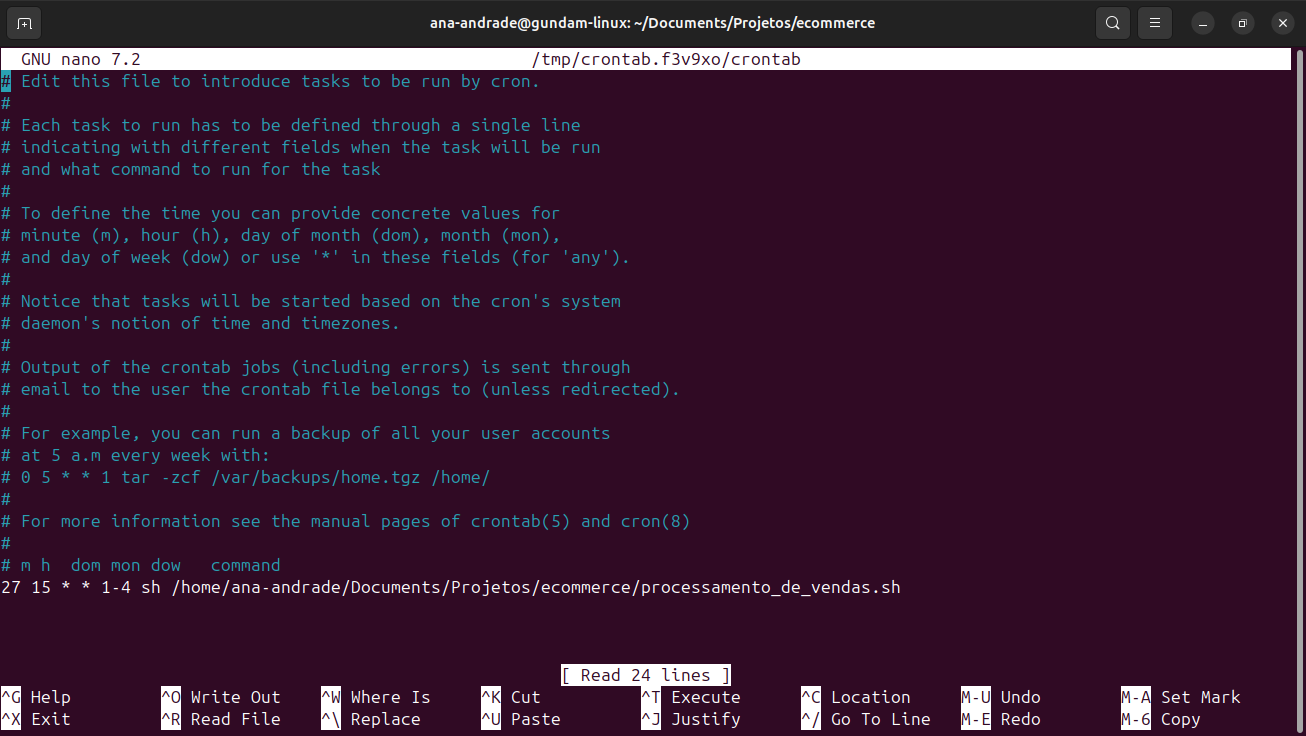 ana-andrade@gundam-linux: ~/Documents/Projetos/ecommerce
GNU nano 7.2 /tmp/crontab.f3v9xo/crontab
# Edit this file to introduce tasks to be run by cron.
#
# Each task to run has to be defined through a single line
# indicating with different fields when the task will be run
# and what command to run for the task
#
# To define the time you can provide concrete values for
# minute (m), hour (h), day of month (dom), month (mon),
# and day of week (dow) or use '*' in these fields (for 'any').
#
# Notice that tasks will be started based on the cron's system
# daemon's notion of time and timezones.
#
# Output of the crontab jobs (including errors) is sent through
# email to the user the crontab file belongs to (unless redirected).
#
# For example, you can run a backup of all your user accounts
# at 5 a.m every week with:
# 0 5 * * 1 tar -zcf /var/backups/home.tgz /home/
#
# For more information see the manual pages of crontab(5) and cron(8)
#
# m h  dom mon dow   command
27 15 * * 1-4 sh /home/ana-andrade/Documents/Projetos/ecommerce/processamento_de_vendas.sh
[ Read 24 lines ]
^G Help ^O Write Out ^W Where Is ^K Cut ^T Execute ^C Location M-U Undo M-A Set Mark
^X Exit ^R Read File ^\ Replace ^U Paste ^J Justify ^/ Go To Line M-E Redo M-6 Copy